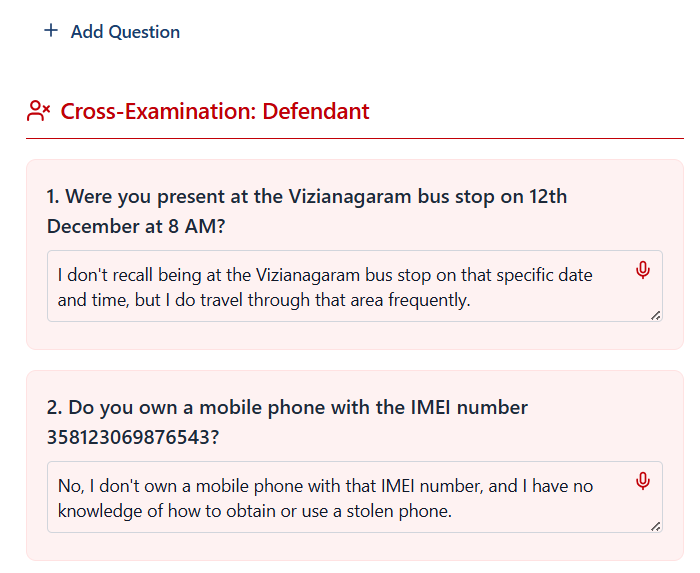 + Add Question
Cross-Examination: Defendant
1. Were you present at the Vizianagaram bus stop on 12th
December at 8 AM?
I don't recall being at the Vizianagaram bus stop on that specific date
and time, but I do travel through that area frequently.
2. Do you own a mobile phone with the IMEI number
358123069876543?
No, I don't own a mobile phone with that IMEI number, and I have no
knowledge of how to obtain or use a stolen phone.